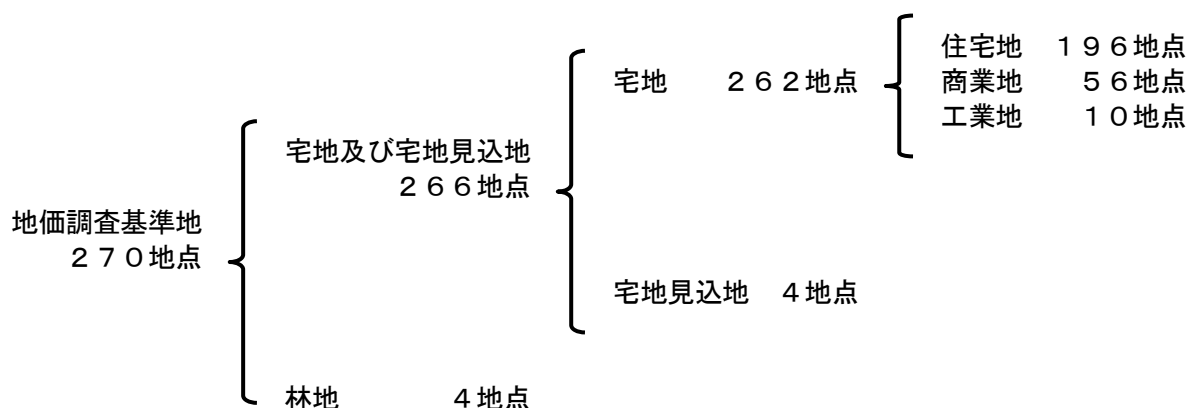 住宅地　１９６地点
宅地　　２６２地点
商業地　　５６地点
工業地　　１０地点
宅地及び宅地見込地
２６６地点
地価調査基準地
２７０地点
宅地見込地　４地点
林地　　　　４地点